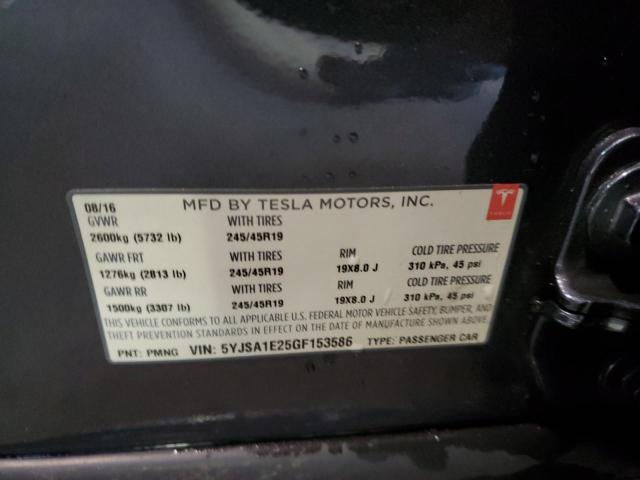 08/16 MFD BY TESLA MOTORS, INC.
TESLA
GVWR WITH TIRES
2600kg (5732 lb) 245/45R19
GAWR FRT WITH TIRES RIM COLD TIRE PRESSURE
1276kg (2813 lb) 245/45R19 19X8.0 J 310 kPa, 45 psi
GAWR RR WITH TIRES RIM COLD TIRE PRESSURE
1500kg (3307 lb) 245/45R19 19X8.0 J 310 kPa, 45 psi
THIS VEHICLE CONFORMS TO ALL APPLICABLE U.S. FEDERAL MOTOR VEHICLE SAFETY, BUMPER, AND
THEFT PREVENTION STANDARDS IN EFFECT ON THE DATE OF MANUFACTURE SHOWN ABOVE.
PNT: PMNG VIN: 5YJSA1E25GF153586 TYPE: PASSENGER CAR